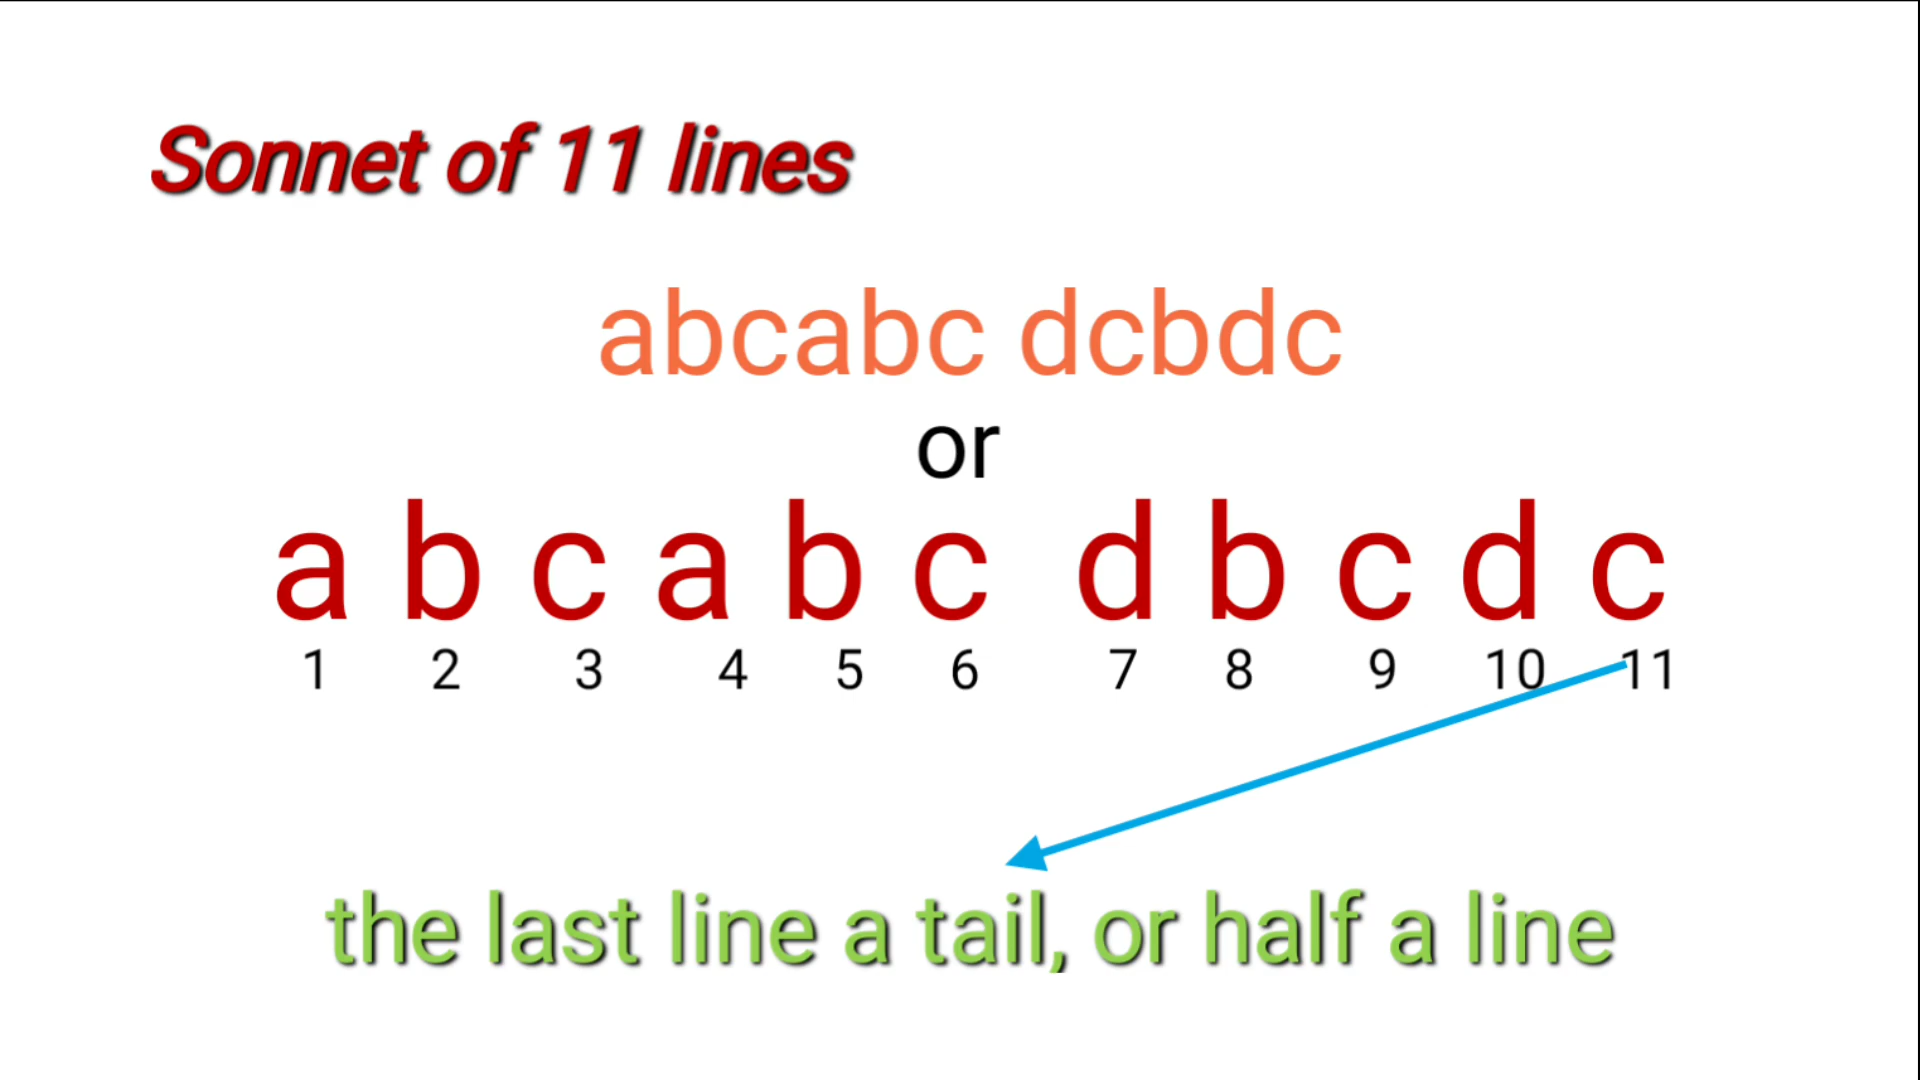 Sonnet of 11 lines
abcabc dcbdc
or
a b c a b c d b c d c
1 2 3 4 5 6 7 8 9 10 11
the last line a tail, or half a line